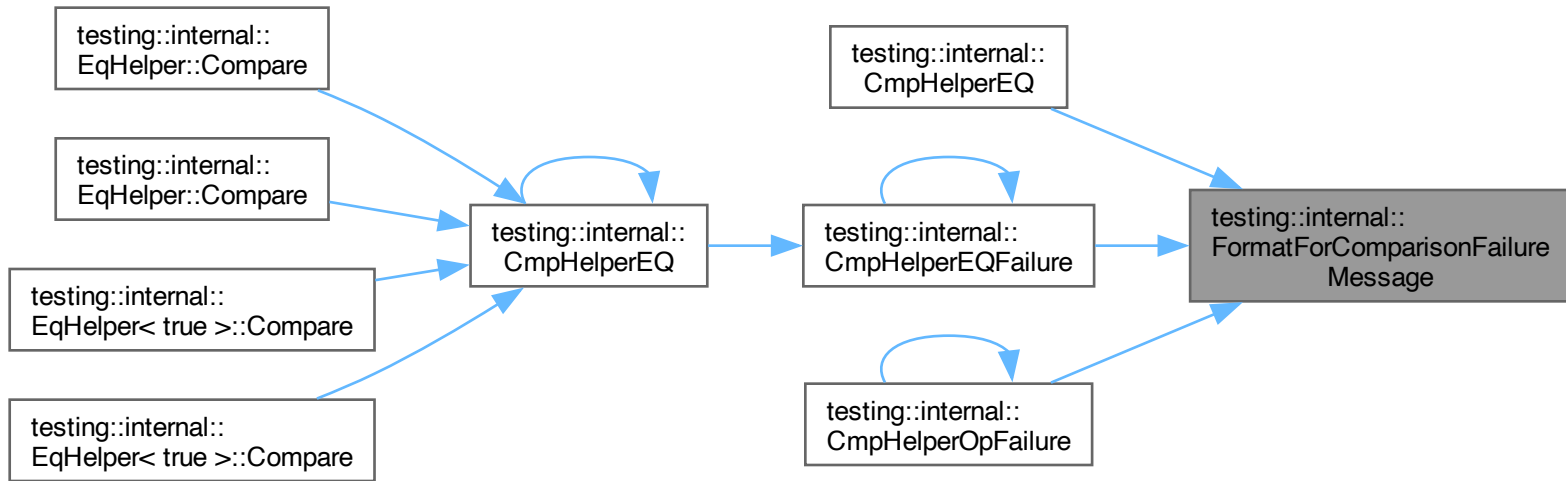 testing::internal::
EqHelper::Compare
testing::internal::
EqHelper::Compare
testing::internal::
EqHelper< true >::Compare
testing::internal::
EqHelper< true >::Compare
testing::internal::
CmpHelperEQ
testing::internal::
CmpHelperEQ
testing::internal::
CmpHelperEQFailure
testing::internal::
CmpHelperOpFailure
testing::internal::
FormatForComparisonFailure
Message